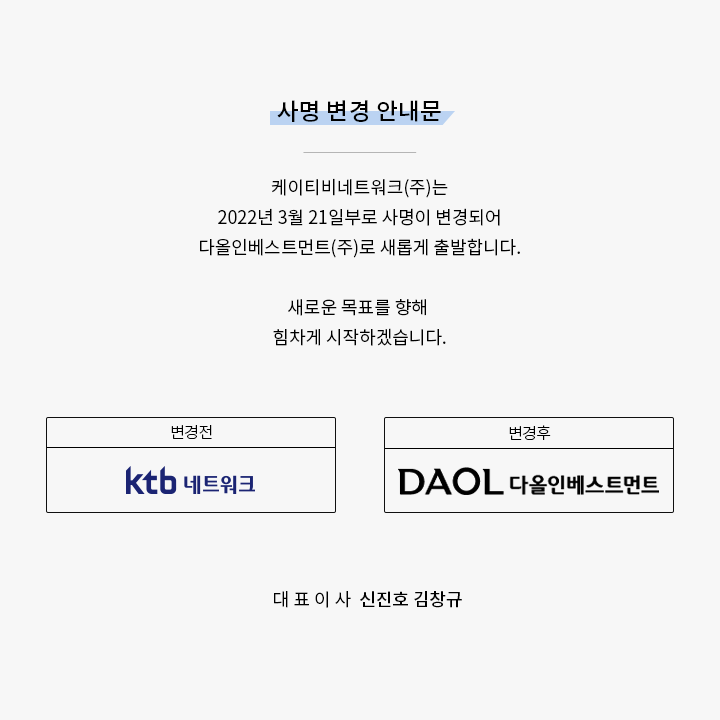 사명 변경 안내문
케이티비네트워크(주)는
2022년 3월 21일부로 사명이 변경되어
다올인베스트먼트(주)로 새롭게 출발합니다.
새로운 목표를 향해
힘차게 시작하겠습니다.
변경전
ktb 네트워크
변경후
DAOL 다올인베스트먼트
대 표 이 사 신진호 김창규